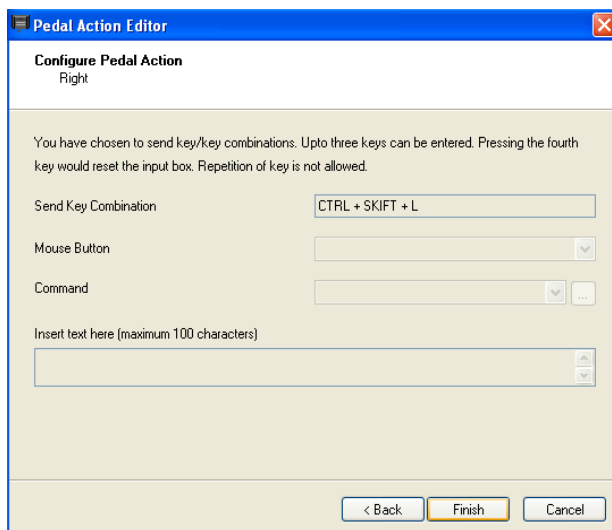 Pedal Action Editor
Configure Pedal Action
Right
You have chosen to send key/key combinations. Upto three keys can be entered. Pressing the fourth
key would reset the input box. Repetition of key is not allowed.
Send Key Combination
CTRL + SKIFT + L
Mouse Button
Command
...
Insert text here (maximum 100 characters)
< Back
Finish
Cancel